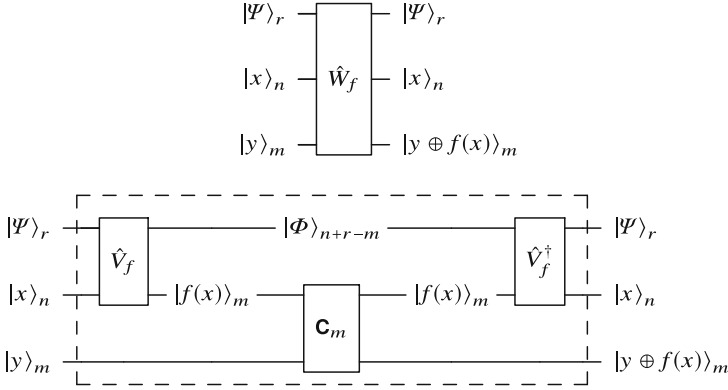 |Ψ⟩_r |Ψ⟩_r
|x⟩_n Ŵ_f |x⟩_n
|y⟩_m |y ⊕ f(x)⟩_m
|Ψ⟩_r |Φ⟩_{n+r−m} |Ψ⟩_r
V̂_f V̂_f^†
|x⟩_n |f(x)⟩_m |f(x)⟩_m |x⟩_n
C_m
|y⟩_m |y ⊕ f(x)⟩_m